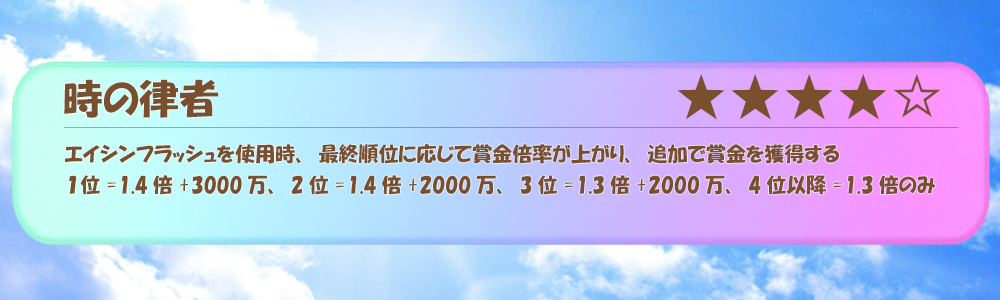 時の律者 ★★★★☆
エイシンフラッシュを使用時、最終順位に応じて賞金倍率が上がり、追加で賞金を獲得する
1位=1.4倍+3000万、2位=1.4倍+2000万、3位=1.3倍+2000万、4位以降=1.3倍のみ